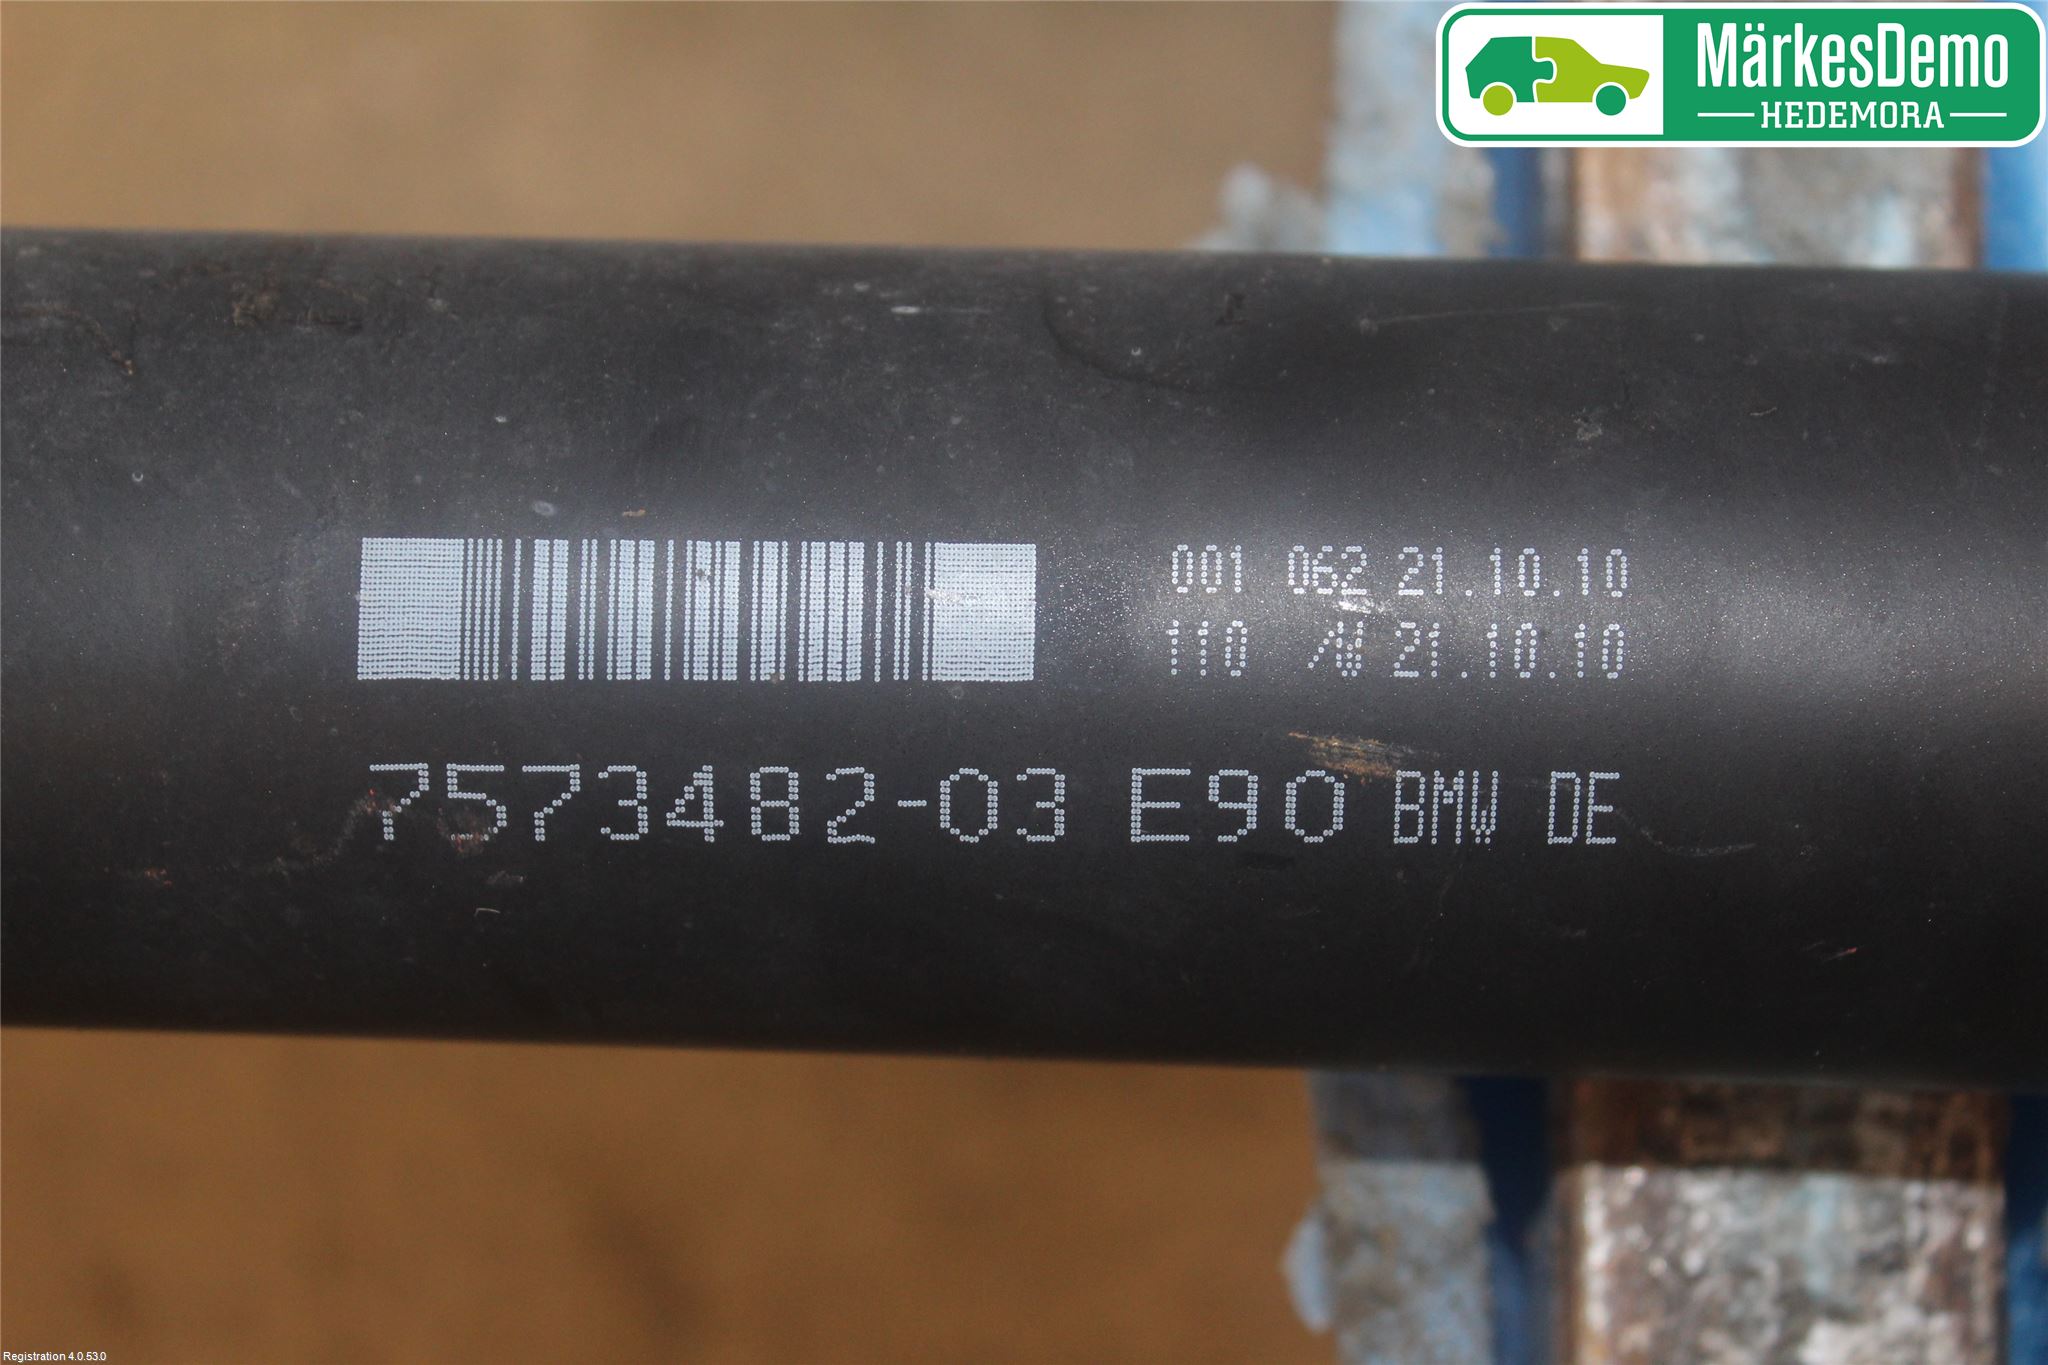 MärkesDemo
HEDEMORA
001 062 21.10.10
110 21.10.10
7573482-03 E90 BMW DE
Registration 4.0.53.0